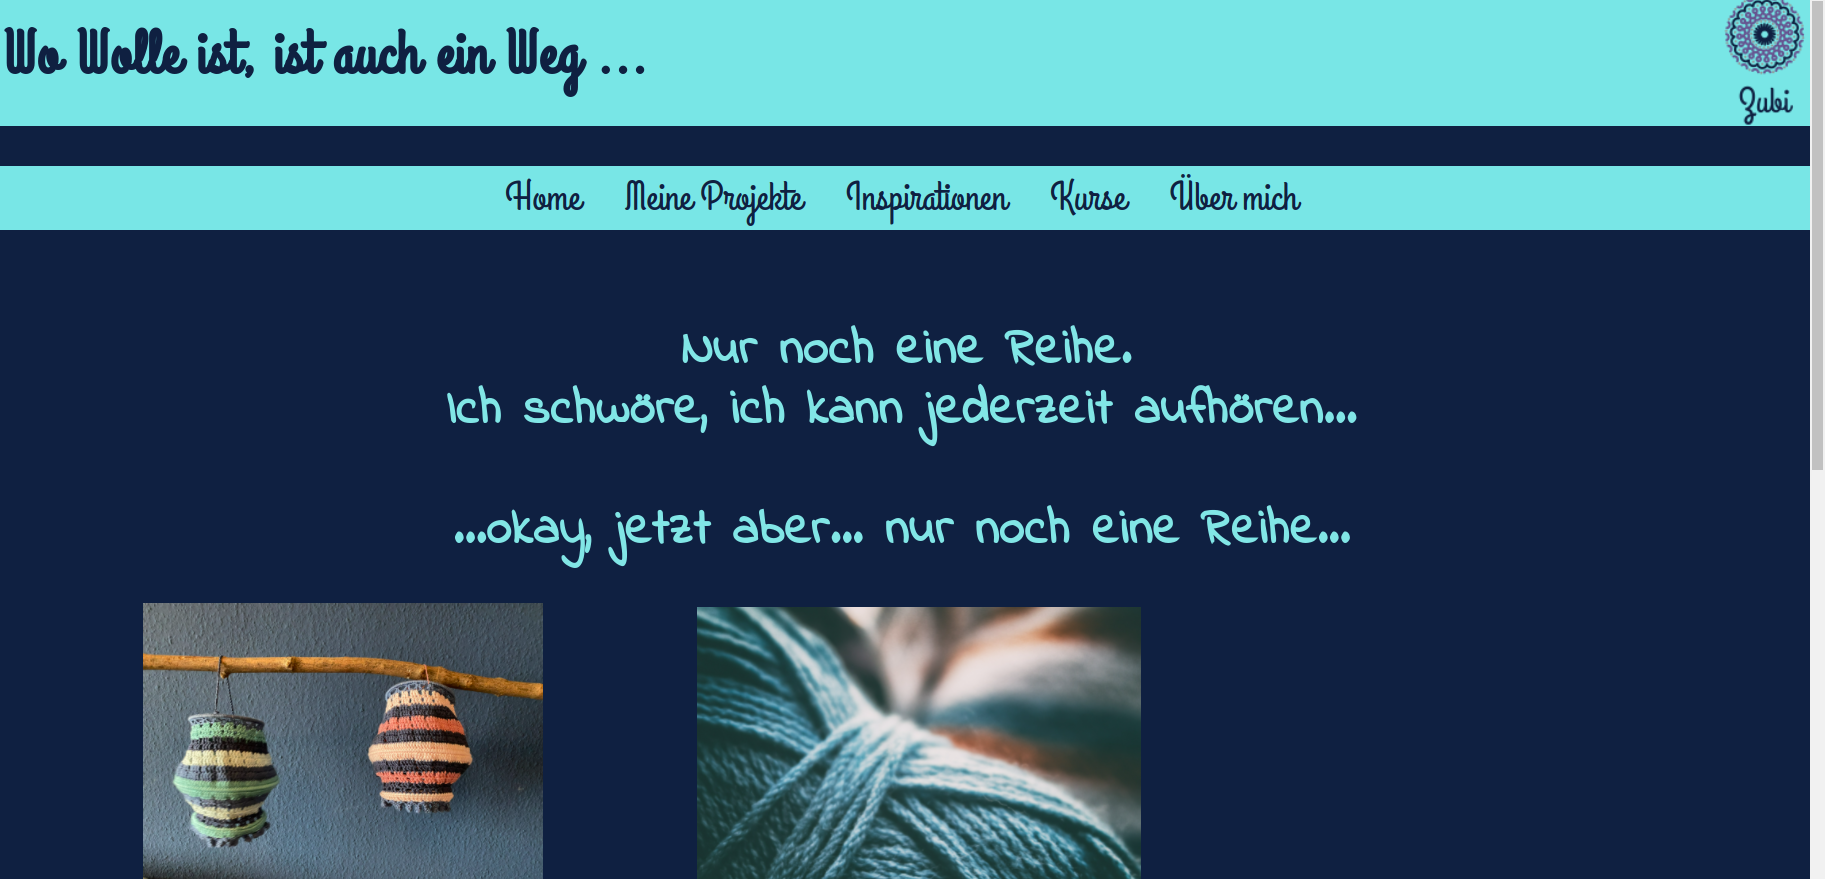 Wo Wolle ist, ist auch ein Weg ...
Zubi
Home Meine Projekte Inspirationen Kurse Über mich
Nur noch eine Reihe.
Ich schwöre, ich kann jederzeit aufhören...
...okay, jetzt aber... nur noch eine Reihe...